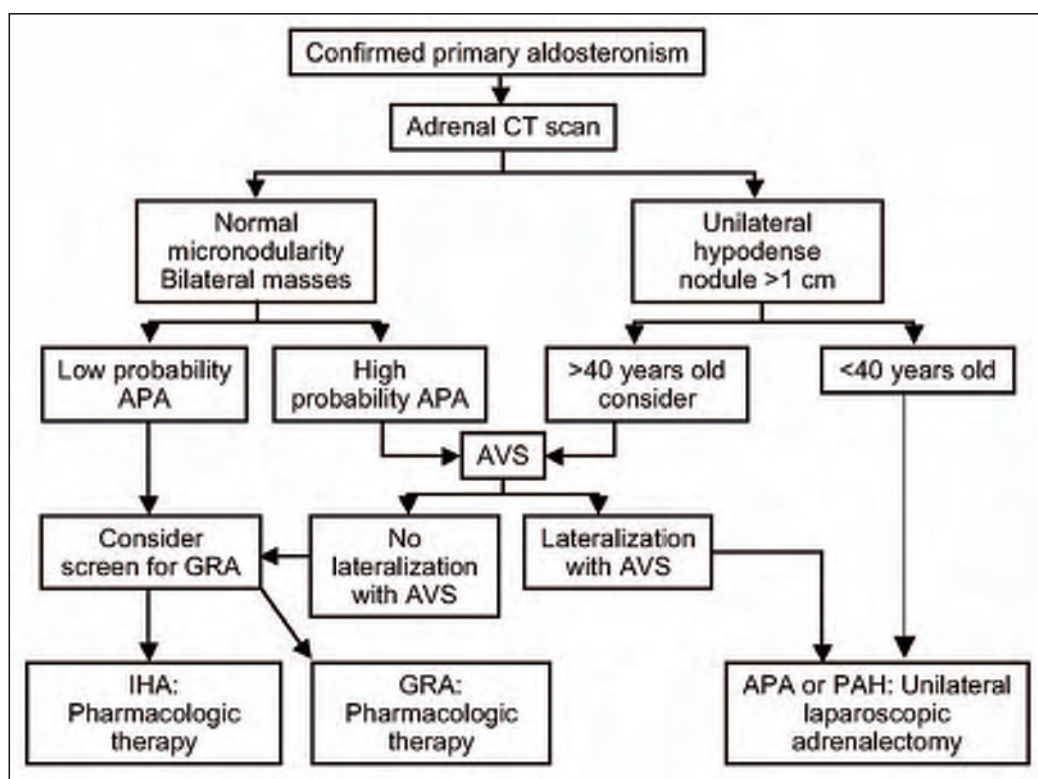 Confirmed primary aldosteronism
Adrenal CT scan
Normal
micronodularity
Bilateral masses
Unilateral
hypodense
nodule >1 cm
Low probability
APA
High
probability APA
>40 years old
consider
<40 years old
AVS
Consider
screen for GRA
No
lateralization
with AVS
Lateralization
with AVS
IHA:
Pharmacologic
therapy
GRA:
Pharmacologic
therapy
APA or PAH: Unilateral
laparoscopic
adrenalectomy